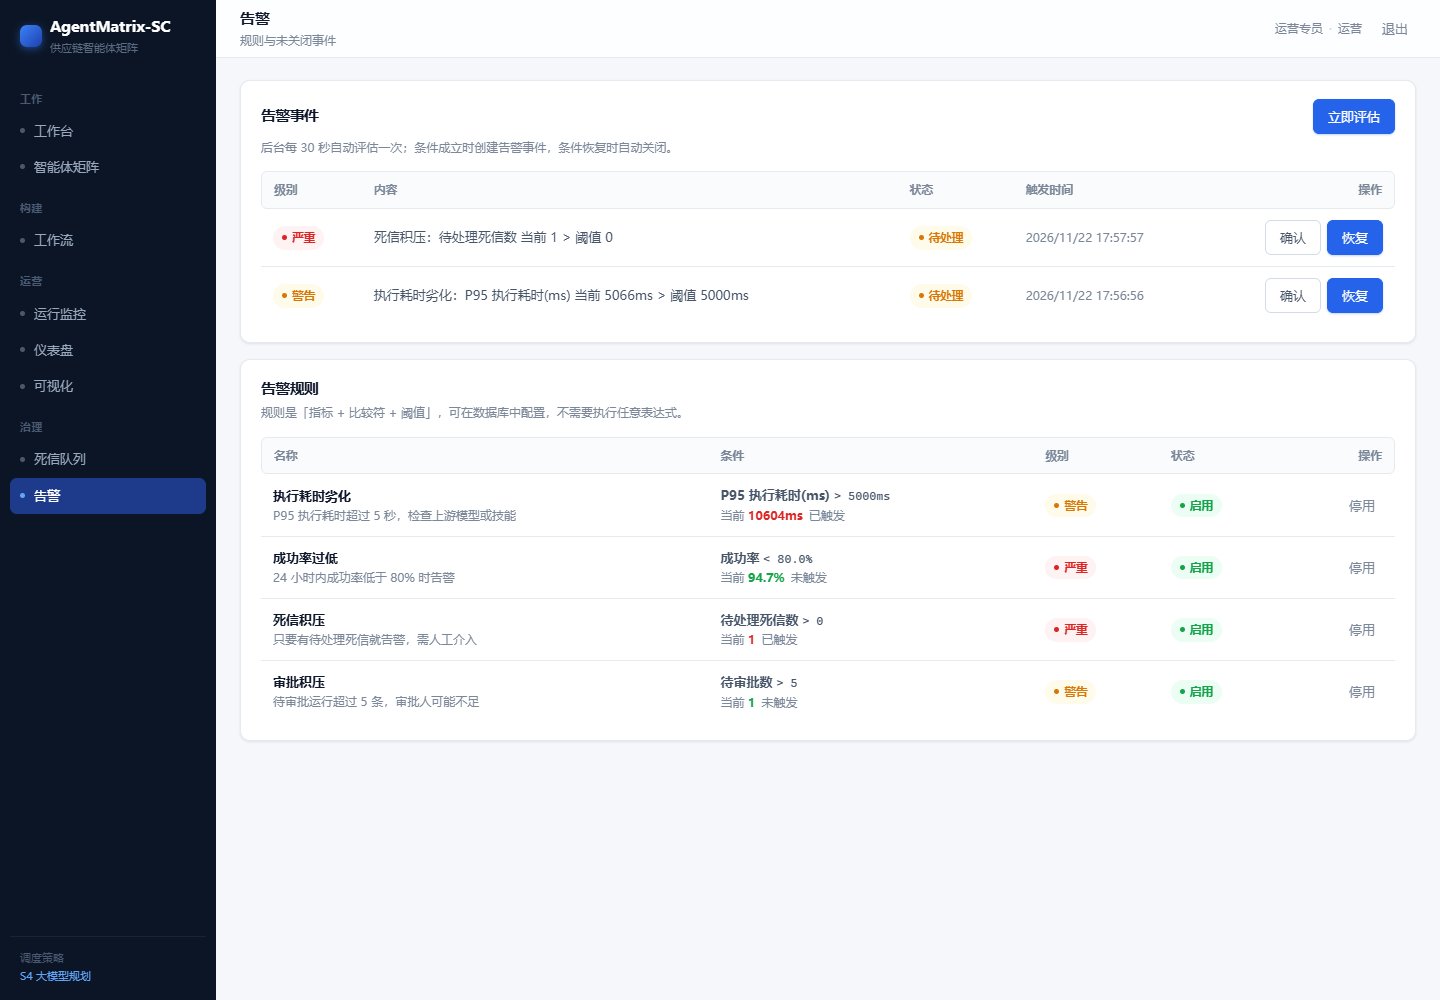 AgentMatrix-SC
供应链智能体矩阵
工作
工作台
智能体矩阵
构建
工作流
运营
运行监控
仪表盘
可视化
治理
死信队列
告警
调度策略
S4 大模型规划
告警
规则与未关闭事件
运营专员 · 运营 退出
告警事件
立即评估
后台每 30 秒自动评估一次；条件成立时创建告警事件，条件恢复时自动关闭。
级别 内容 状态 触发时间 操作
严重 死信积压：待处理死信数 当前 1 > 阈值 0 待处理 2026/11/22 17:57:57 确认 恢复
警告 执行耗时劣化：P95 执行耗时(ms) 当前 5066ms > 阈值 5000ms 待处理 2026/11/22 17:56:56 确认 恢复
告警规则
规则是「指标 + 比较符 + 阈值」，可在数据库中配置，不需要执行任意表达式。
名称 条件 级别 状态 操作
执行耗时劣化 P95 执行耗时(ms) > 5000ms 警告 启用 停用
P95 执行耗时超过 5 秒，检查上游模型或技能 当前 10604ms 已触发
成功率过低 成功率 < 80.0% 严重 启用 停用
24 小时内成功率低于 80% 时告警 当前 94.7% 未触发
死信积压 待处理死信数 > 0 严重 启用 停用
只要有待处理死信就告警，需人工介入 当前 1 已触发
审批积压 待审批数 > 5 警告 启用 停用
待审批运行超过 5 条，审批人可能不足 当前 1 未触发